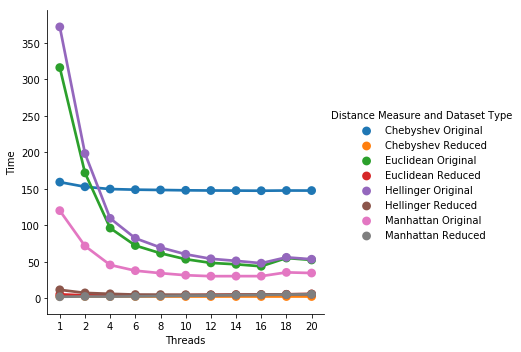 350
300
250
200
150
100
50
0
Time
1 2 4 6 8 10 12 14 16 18 20
Threads
Distance Measure and Dataset Type
Chebyshev Original
Chebyshev Reduced
Euclidean Original
Euclidean Reduced
Hellinger Original
Hellinger Reduced
Manhattan Original
Manhattan Reduced